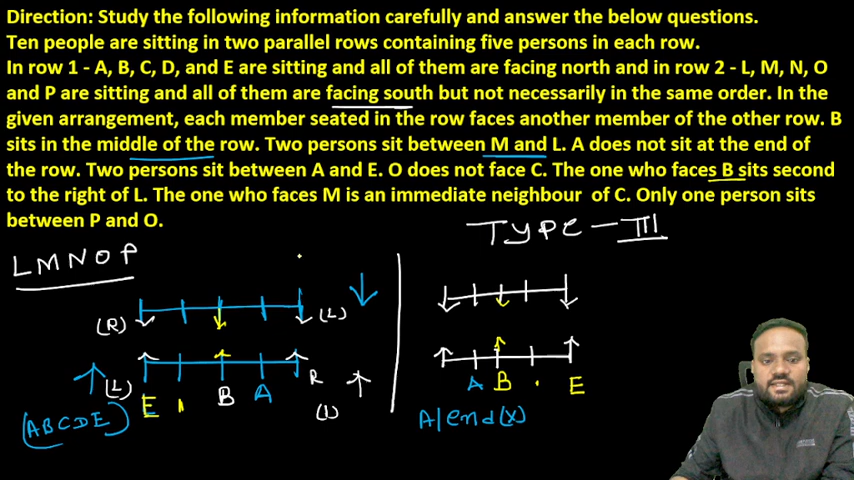 Direction: Study the following information carefully and answer the below questions.
Ten people are sitting in two parallel rows containing five persons in each row.
In row 1 - A, B, C, D, and E are sitting and all of them are facing north and in row 2 - L, M, N, O
and P are sitting and all of them are facing south but not necessarily in the same order. In the
given arrangement, each member seated in the row faces another member of the other row. B
sits in the middle of the row. Two persons sit between M and L. A does not sit at the end of
the row. Two persons sit between A and E. O does not face C. The one who faces B sits second
to the right of L. The one who faces M is an immediate neighbour of C. Only one person sits
between P and O.
TYPE-III
LMNOP
(R) (L)
(L) E B A R
(1)
(ABCDE)
A B E
A/end(x)